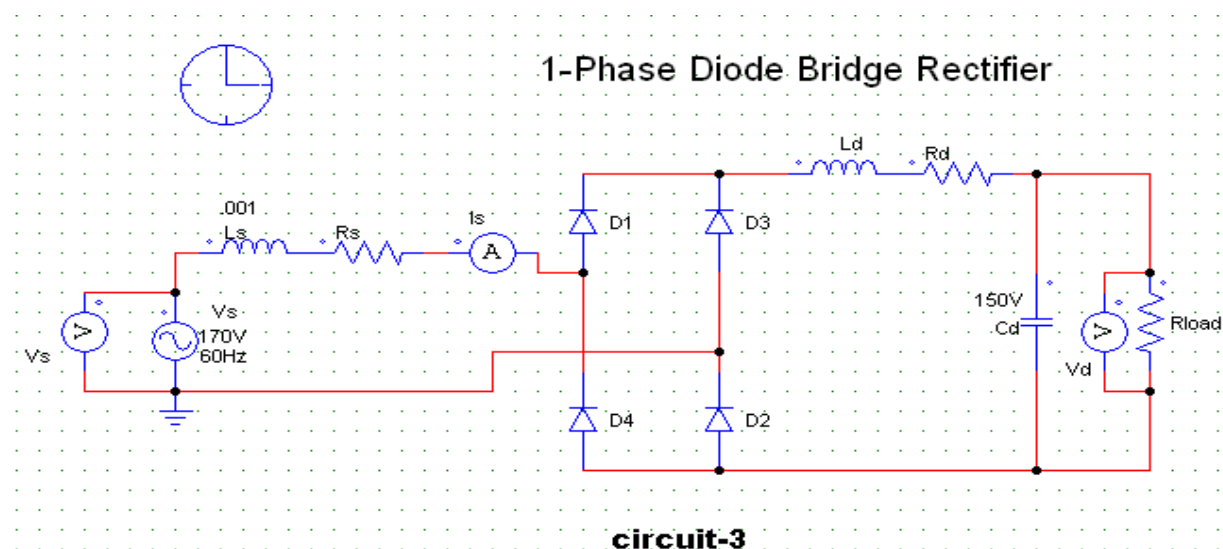 1-Phase Diode Bridge Rectifier
Ld
Rd
.001
Ls
Rs
Is
A
D1
D3
Vs
170V
60Hz
V
Vs
150V
Cd
V
Vd
Rload
D4
D2
circuit-3